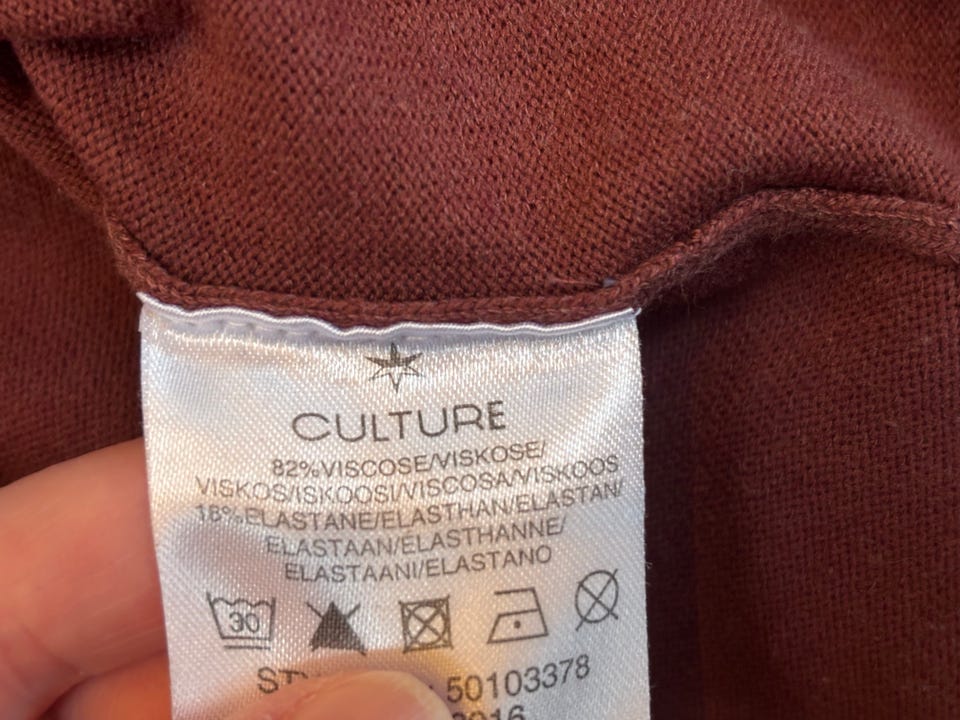 CULTURE
82%VISCOSE/VISKOSE/
VISKOS/ISKOOSI/VISCOSA/VISKOOS
18%ELASTANE/ELASTHAN/ELASTAN/
ELASTAAN/ELASTHANNE/
ELASTAANI/ELASTANO
30
50103378